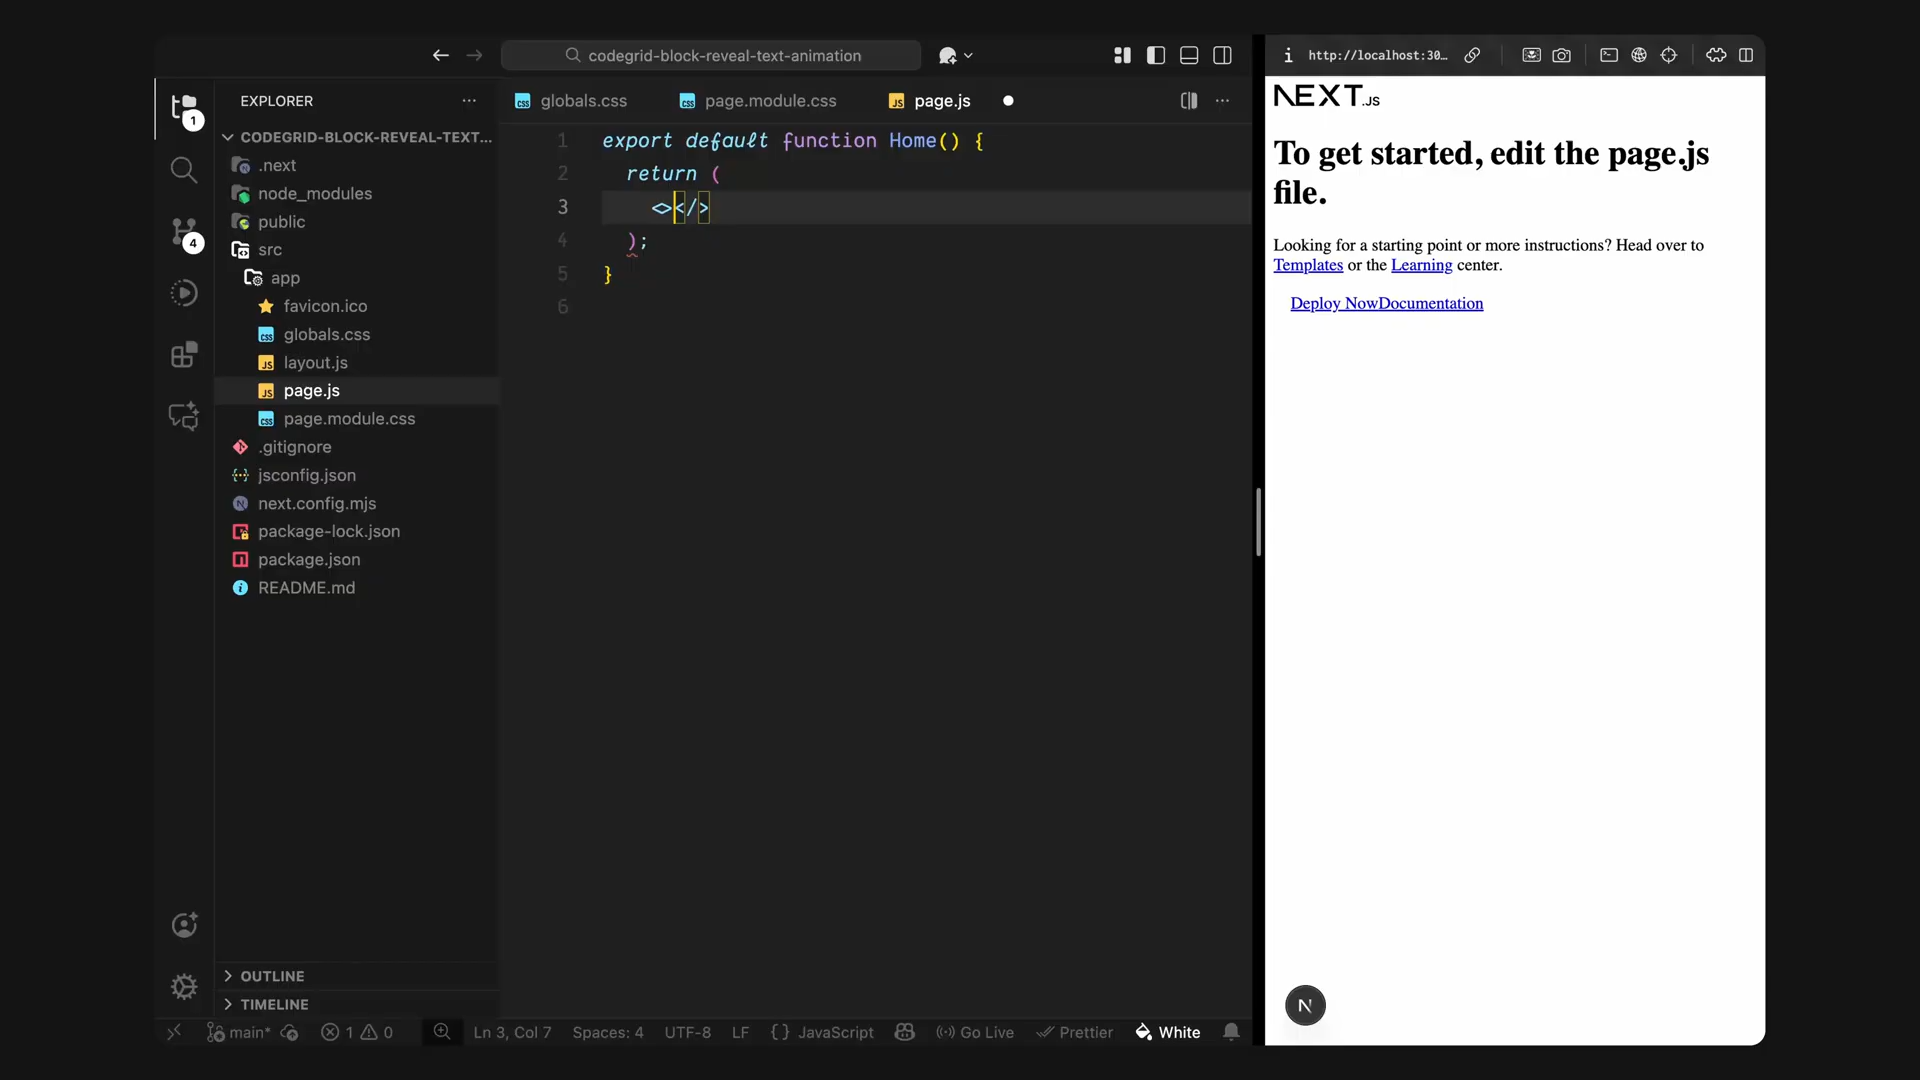 codegrid-block-reveal-text-animation
http://localhost:30…
EXPLORER
CODEGRID-BLOCK-REVEAL-TEXT...
.next
node_modules
public
src
app
favicon.ico
globals.css
layout.js
page.js
page.module.css
.gitignore
jsconfig.json
next.config.mjs
package-lock.json
package.json
README.md
OUTLINE
TIMELINE
1
4
globals.css
page.module.css
page.js
1 export default function Home() {
2 return (
3 <></>
4 );
5 }
6
NEXT.JS
To get started, edit the page.js
file.
Looking for a starting point or more instructions? Head over to
Templates or the Learning center.
Deploy NowDocumentation
N
main* 1 0 Ln 3, Col 7 Spaces: 4 UTF-8 LF {} JavaScript Go Live Prettier White